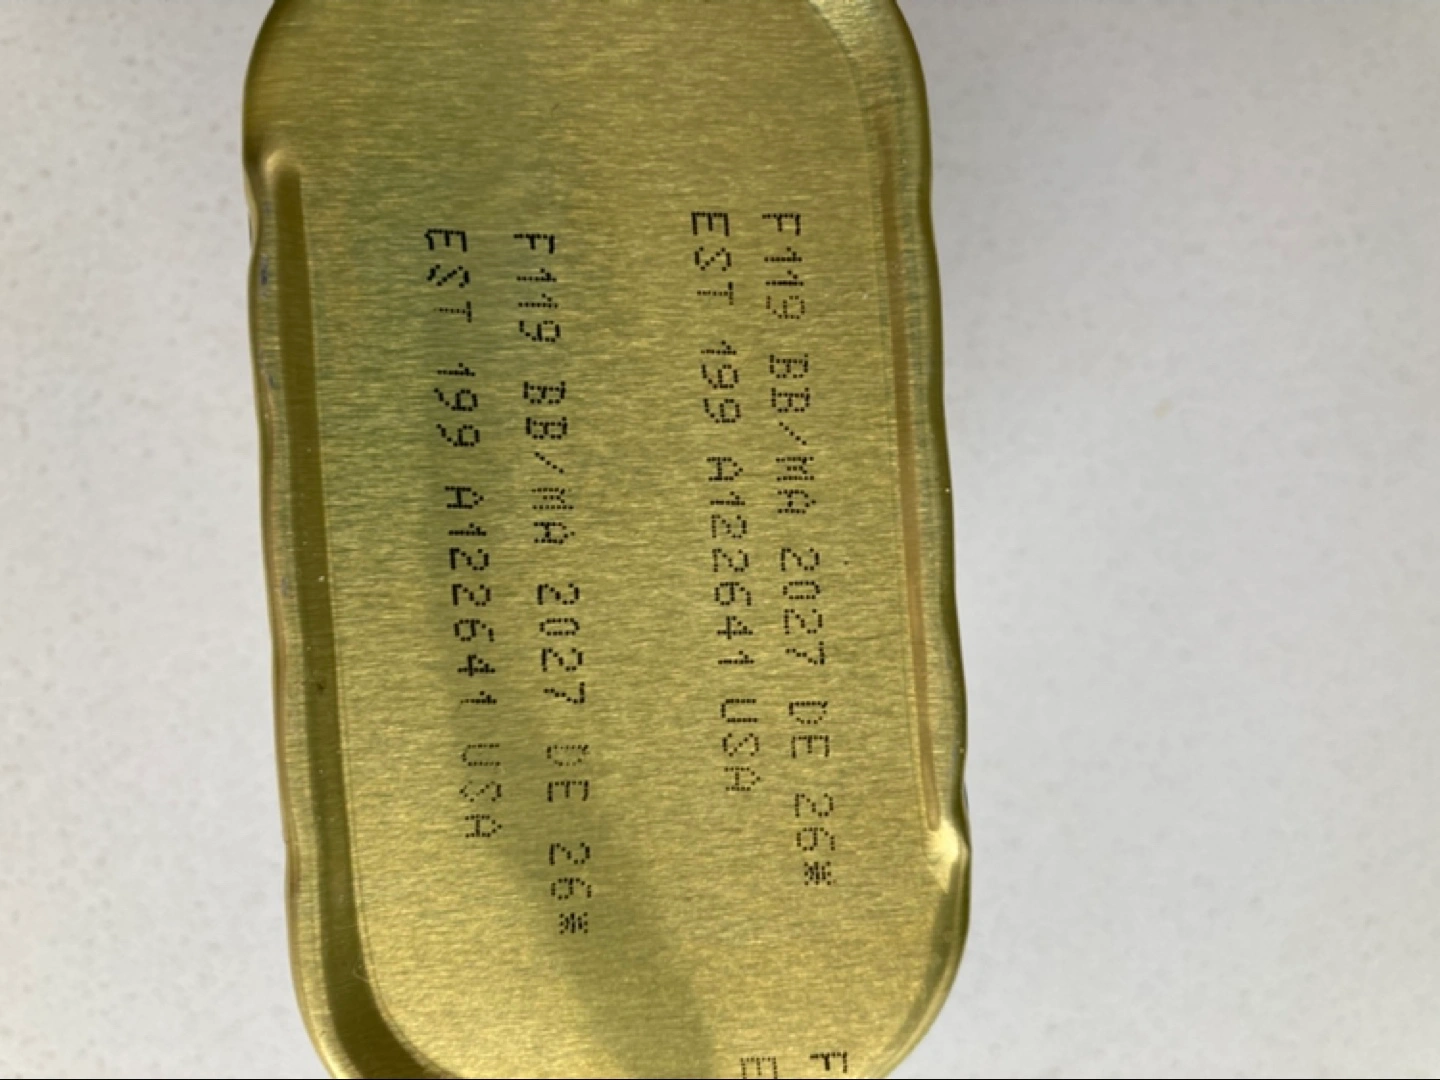 F119 BB/MA 2027 DE 26*
EST 199 A122641 USA
F119 BB/MA 2027 DE 26*
EST 199 A122641 USA
F
E